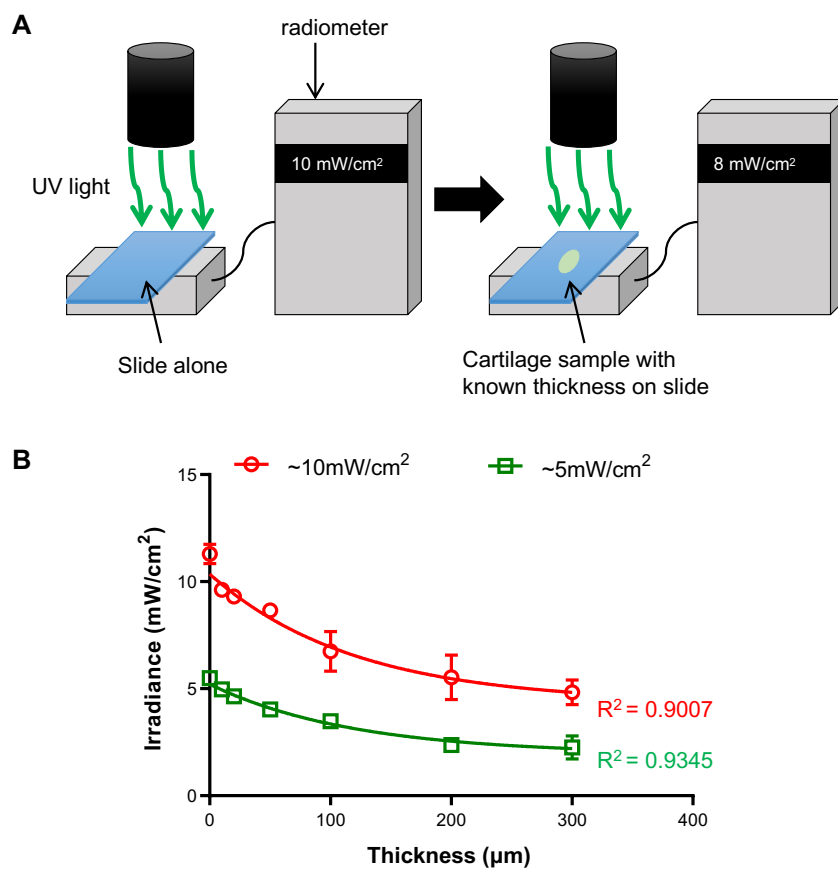 A
radiometer
10 mW/cm²
8 mW/cm²
UV light
Slide alone
Cartilage sample with
known thickness on slide
B
~10mW/cm²
~5mW/cm²
15
10
5
0
Irradiance (mW/cm²)
R² = 0.9007
R² = 0.9345
0
100
200
300
400
Thickness (µm)